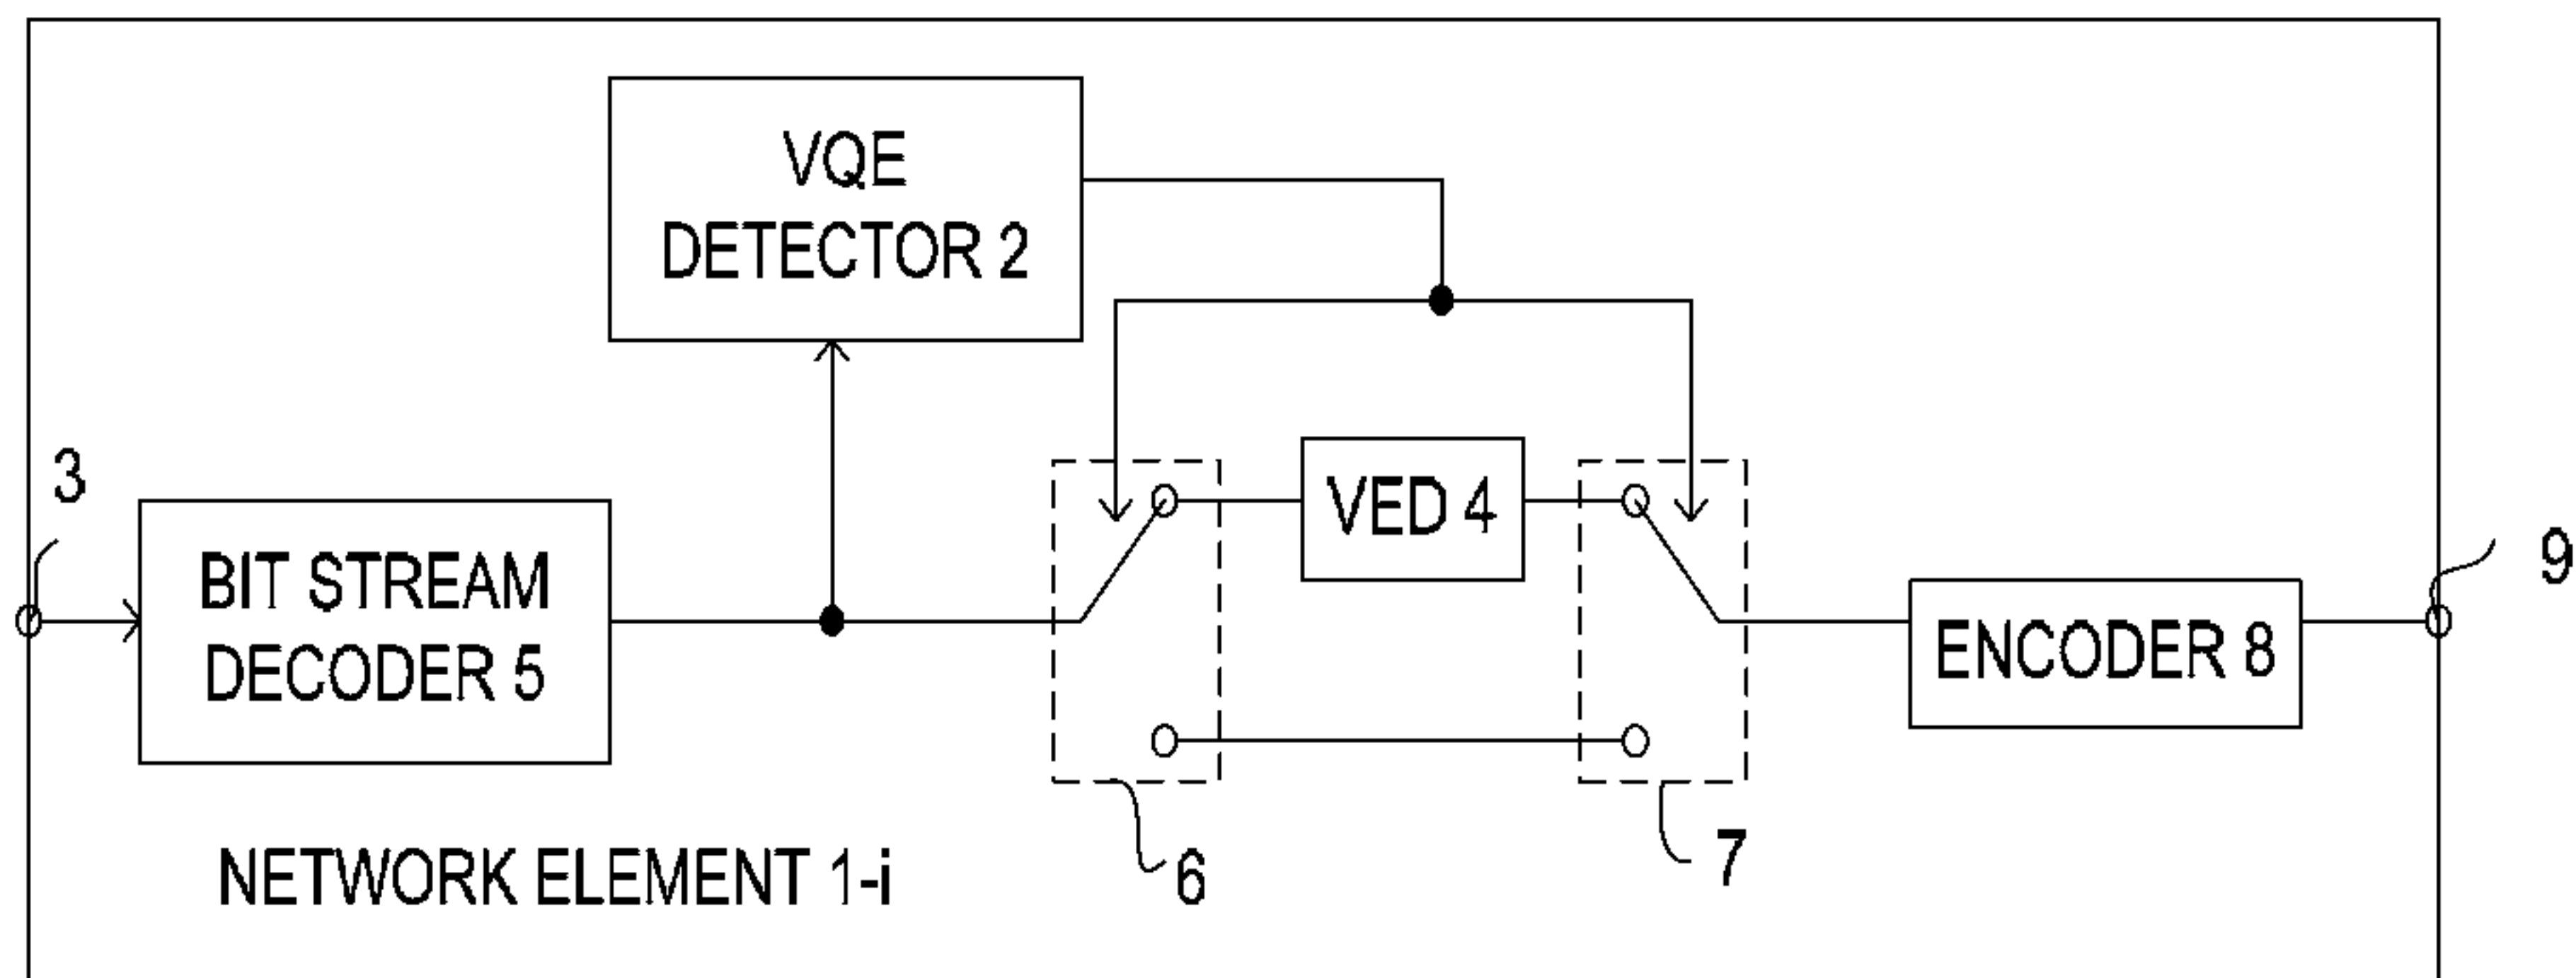 VQE
DETECTOR 2
3
BIT STREAM
DECODER 5
VED 4
ENCODER 8
9
NETWORK ELEMENT 1-i
6
7